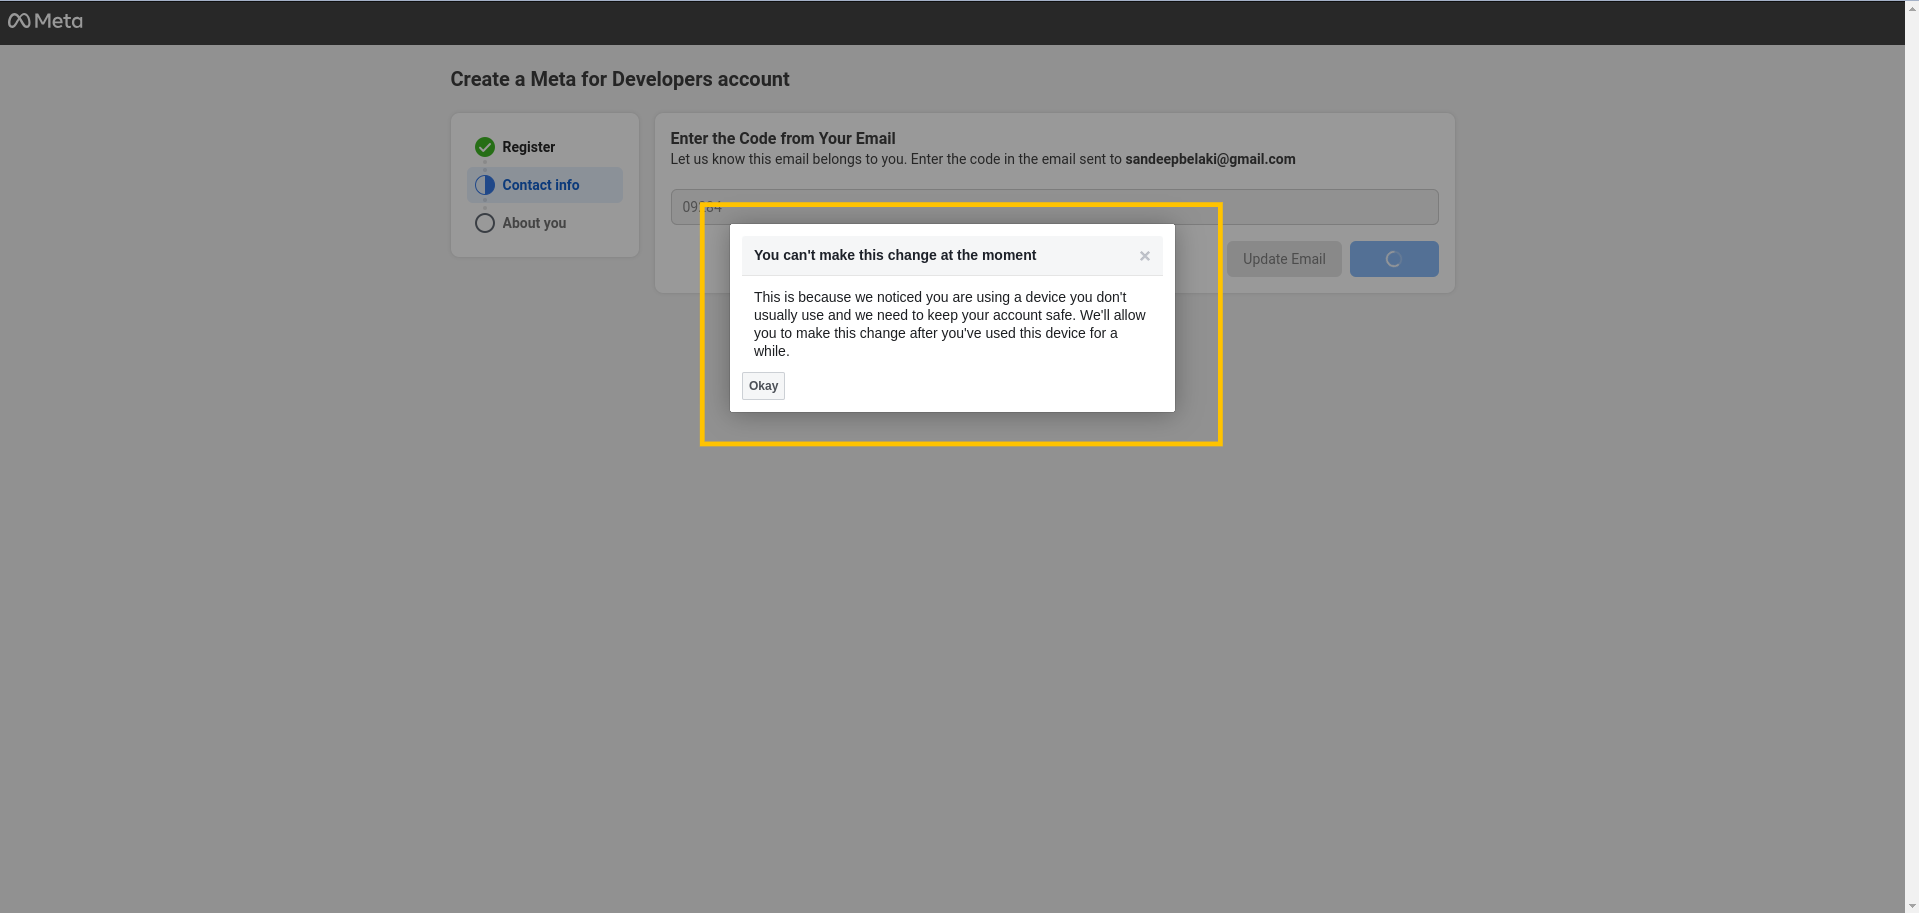 Meta
Create a Meta for Developers account
Register
Contact info
About you
Enter the Code from Your Email
Let us know this email belongs to you. Enter the code in the email sent to sandeepbelaki@gmail.com
You can't make this change at the moment
This is because we noticed you are using a device you don't
usually use and we need to keep your account safe. We'll allow
you to make this change after you've used this device for a
while.
Okay
Update Email